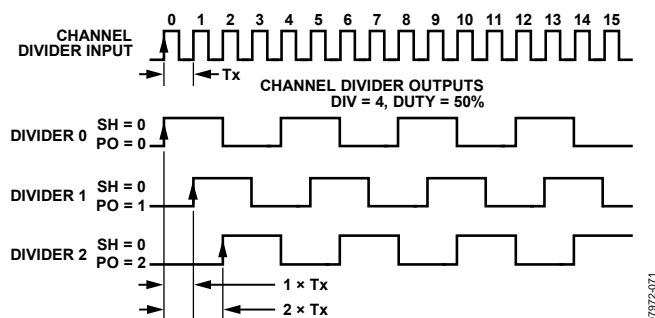 0 1 2 3 4 5 6 7 8 9 10 11 12 13 14 15
CHANNEL
DIVIDER INPUT
Tx
CHANNEL DIVIDER OUTPUTS
DIV = 4, DUTY = 50%
DIVIDER 0
SH = 0
PO = 0
DIVIDER 1
SH = 0
PO = 1
DIVIDER 2
SH = 0
PO = 2
1 × Tx
2 × Tx